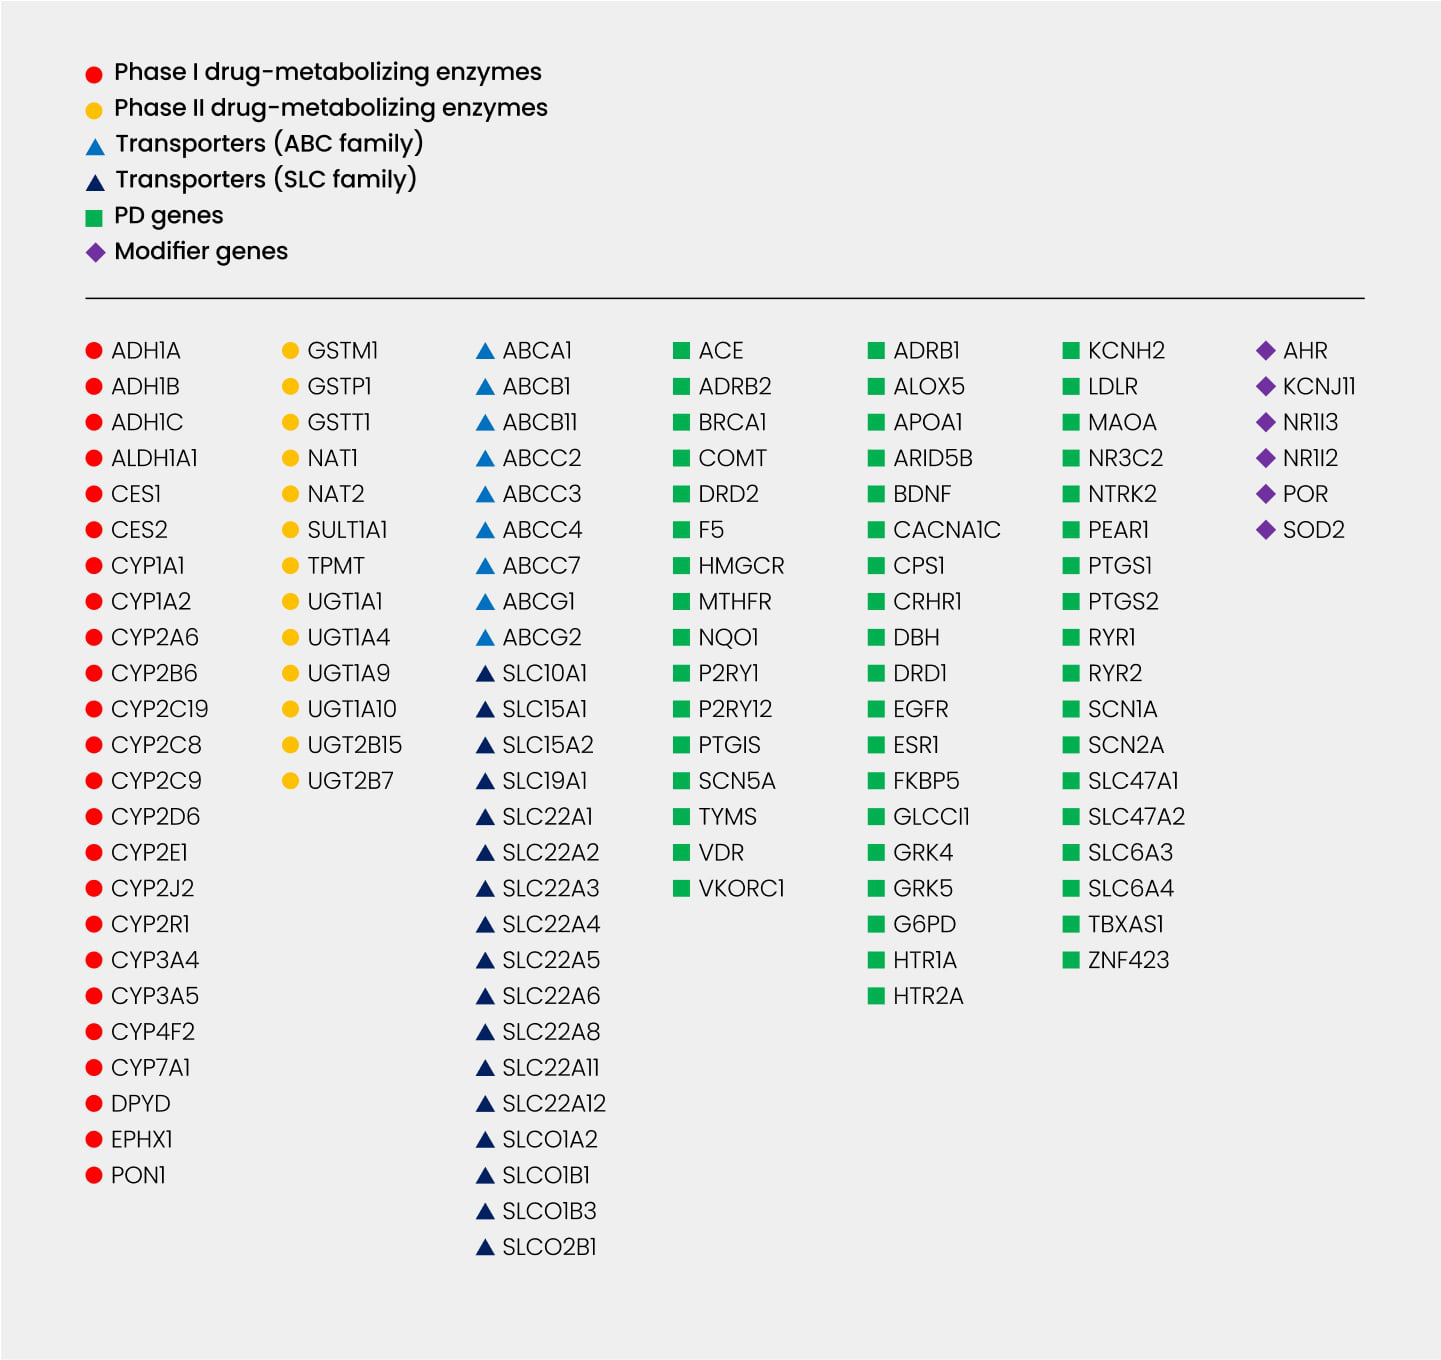 Phase I drug-metabolizing enzymes
Phase II drug-metabolizing enzymes
Transporters (ABC family)
Transporters (SLC family)
PD genes
Modifier genes
ADH1A
ADH1B
ADH1C
ALDH1A1
CES1
CES2
CYP1A1
CYP1A2
CYP2A6
CYP2B6
CYP2C19
CYP2C8
CYP2C9
CYP2D6
CYP2E1
CYP2J2
CYP2R1
CYP3A4
CYP3A5
CYP4F2
CYP7A1
DPYD
EPHX1
PON1
GSTM1
GSTP1
GSTT1
NAT1
NAT2
SULT1A1
TPMT
UGT1A1
UGT1A4
UGT1A9
UGT1A10
UGT2B15
UGT2B7
ABCA1
ABCB1
ABCB11
ABCC2
ABCC3
ABCC4
ABCC7
ABCG1
ABCG2
SLC10A1
SLC15A1
SLC15A2
SLC19A1
SLC22A1
SLC22A2
SLC22A3
SLC22A4
SLC22A5
SLC22A6
SLC22A8
SLC22A11
SLC22A12
SLCO1A2
SLCO1B1
SLCO1B3
SLCO2B1
ACE
ADRB2
BRCA1
COMT
DRD2
F5
HMGCR
MTHFR
NQO1
P2RY1
P2RY12
PTGIS
SCN5A
TYMS
VDR
VKORC1
ADRB1
ALOX5
APOA1
ARID5B
BDNF
CACNA1C
CPS1
CRHR1
DBH
DRD1
EGFR
ESR1
FKBP5
GLCCI1
GRK4
GRK5
G6PD
HTR1A
HTR2A
KCNH2
LDLR
MAOA
NR3C2
NTRK2
PEAR1
PTGS1
PTGS2
RYR1
RYR2
SCN1A
SCN2A
SLC47A1
SLC47A2
SLC6A3
SLC6A4
TBXAS1
ZNF423
AHR
KCNJ11
NR1I3
NR1I2
POR
SOD2